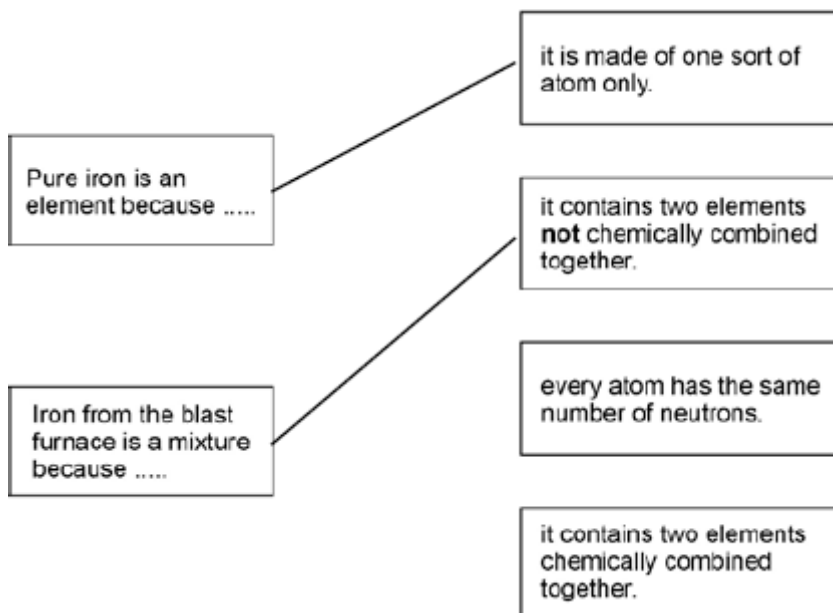 it is made of one sort of
atom only.
Pure iron is an
element because .....
it contains two elements
not chemically combined
together.
Iron from the blast
furnace is a mixture
because .....
every atom has the same
number of neutrons.
it contains two elements
chemically combined
together.